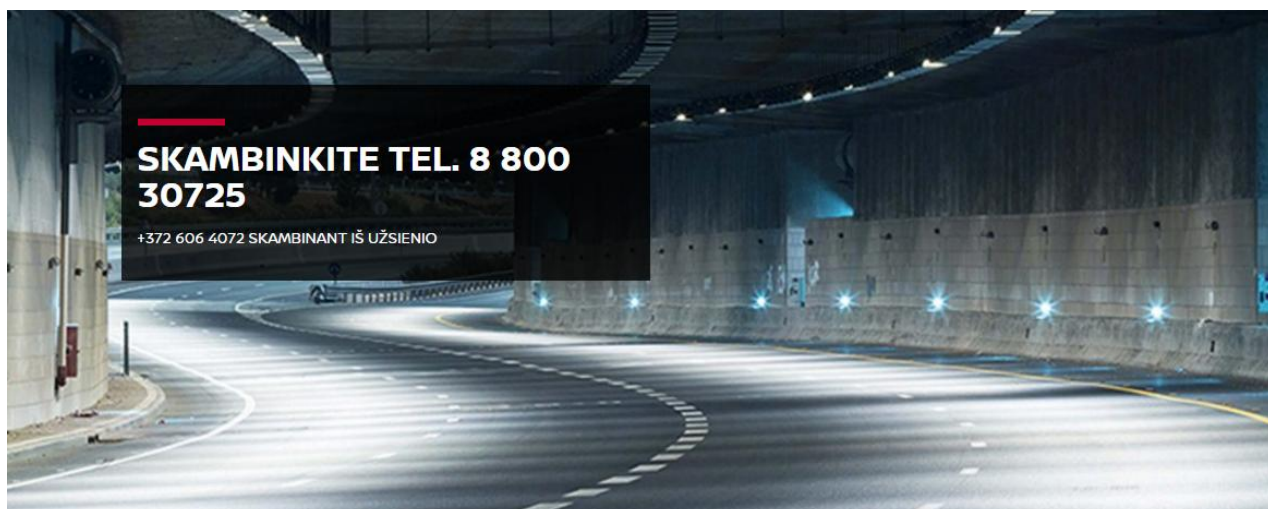 SKAMBINKITE TEL. 8 800
30725
+372 606 4072 SKAMBINANT IŠ UŽSIENIO